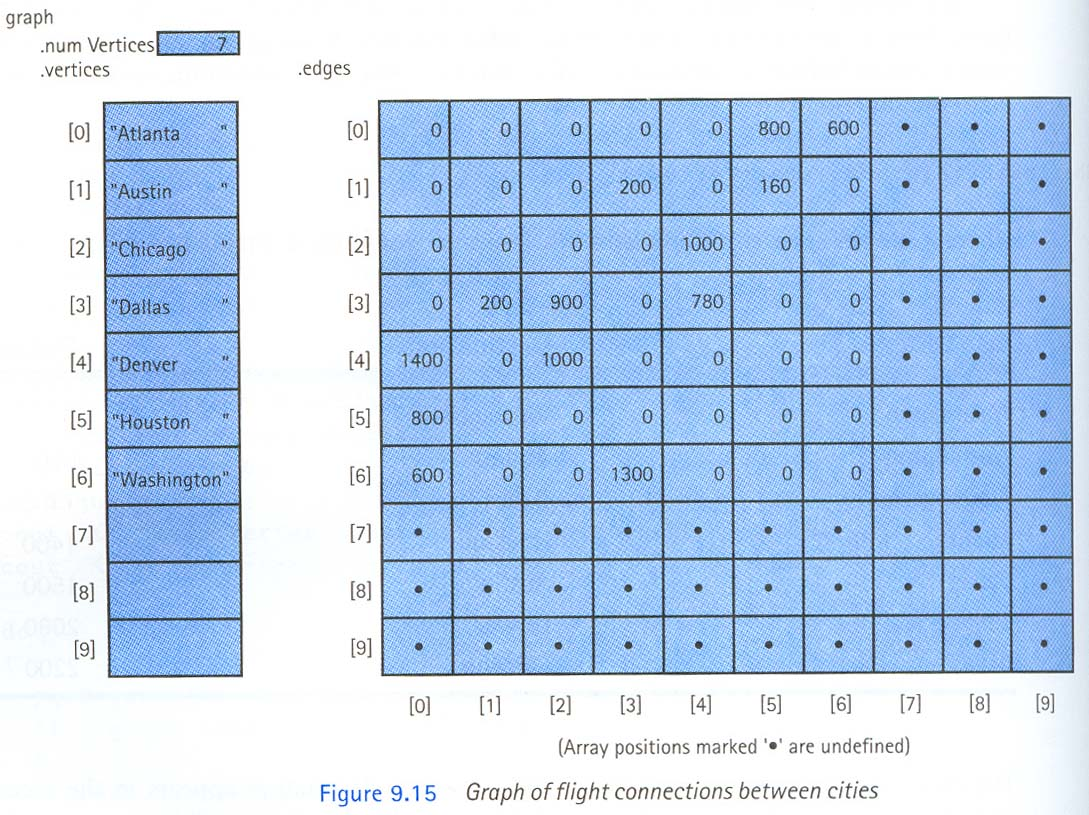 graph
.num Vertices 7
.vertices .edges
[0] "Atlanta " [0] 0 0 0 0 0 800 600 • • •
[1] "Austin " [1] 0 0 0 200 0 160 0 • • •
[2] "Chicago " [2] 0 0 0 0 1000 0 0 • • •
[3] "Dallas " [3] 0 200 900 0 780 0 0 • • •
[4] "Denver " [4] 1400 0 1000 0 0 0 0 • • •
[5] "Houston " [5] 800 0 0 0 0 0 0 • • •
[6] "Washington" [6] 600 0 0 1300 0 0 0 • • •
[7] [7] • • • • • • • • • •
[8] [8] • • • • • • • • • •
[9] [9] • • • • • • • • • •
[0] [1] [2] [3] [4] [5] [6] [7] [8] [9]
(Array positions marked '•' are undefined)
Figure 9.15 Graph of flight connections between cities